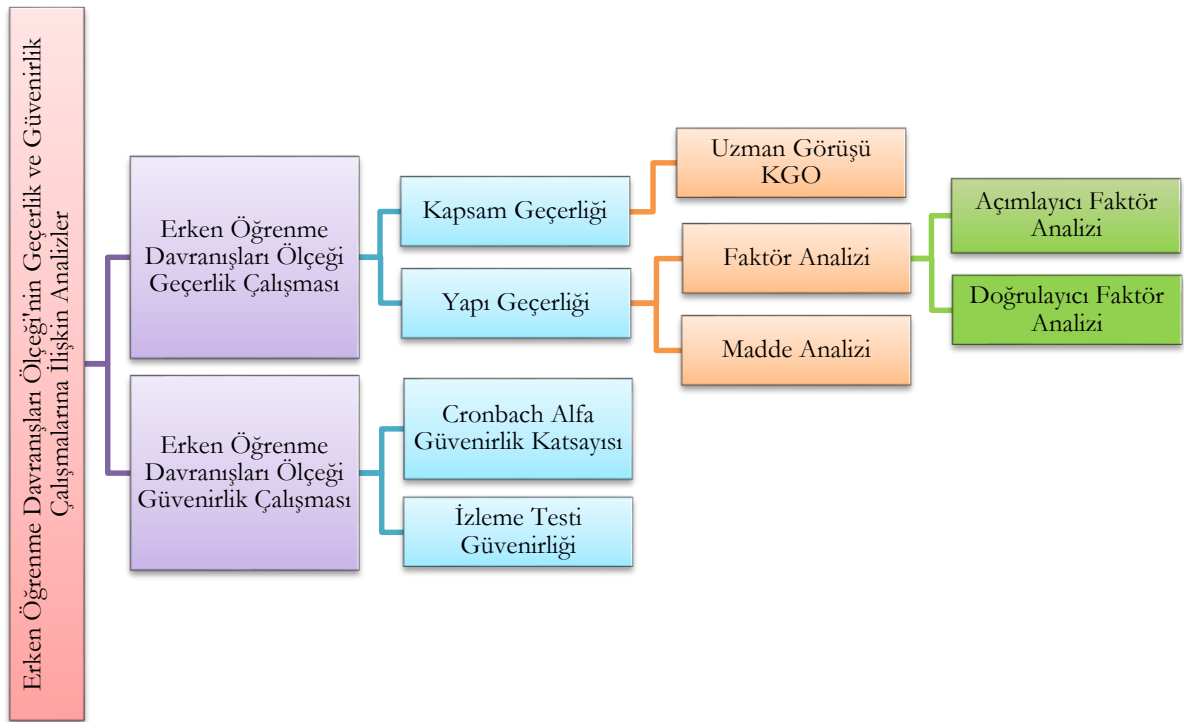 Erken Öğrenme Davranışları Ölçeği'nin Geçerlik ve Güvenirlik
Çalışmalarına İlişkin Analizler
Erken Öğrenme
Davranışları Ölçeği
Geçerlik Çalışması
Kapsam Geçerliği
Uzman Görüşü
KGO
Yapı Geçerliği
Faktör Analizi
Açımlayıcı Faktör
Analizi
Doğrulayıcı Faktör
Analizi
Madde Analizi
Erken Öğrenme
Davranışları Ölçeği
Güvenirlik Çalışması
Cronbach Alfa
Güvenirlik Katsayısı
İzleme Testi
Güvenirliği